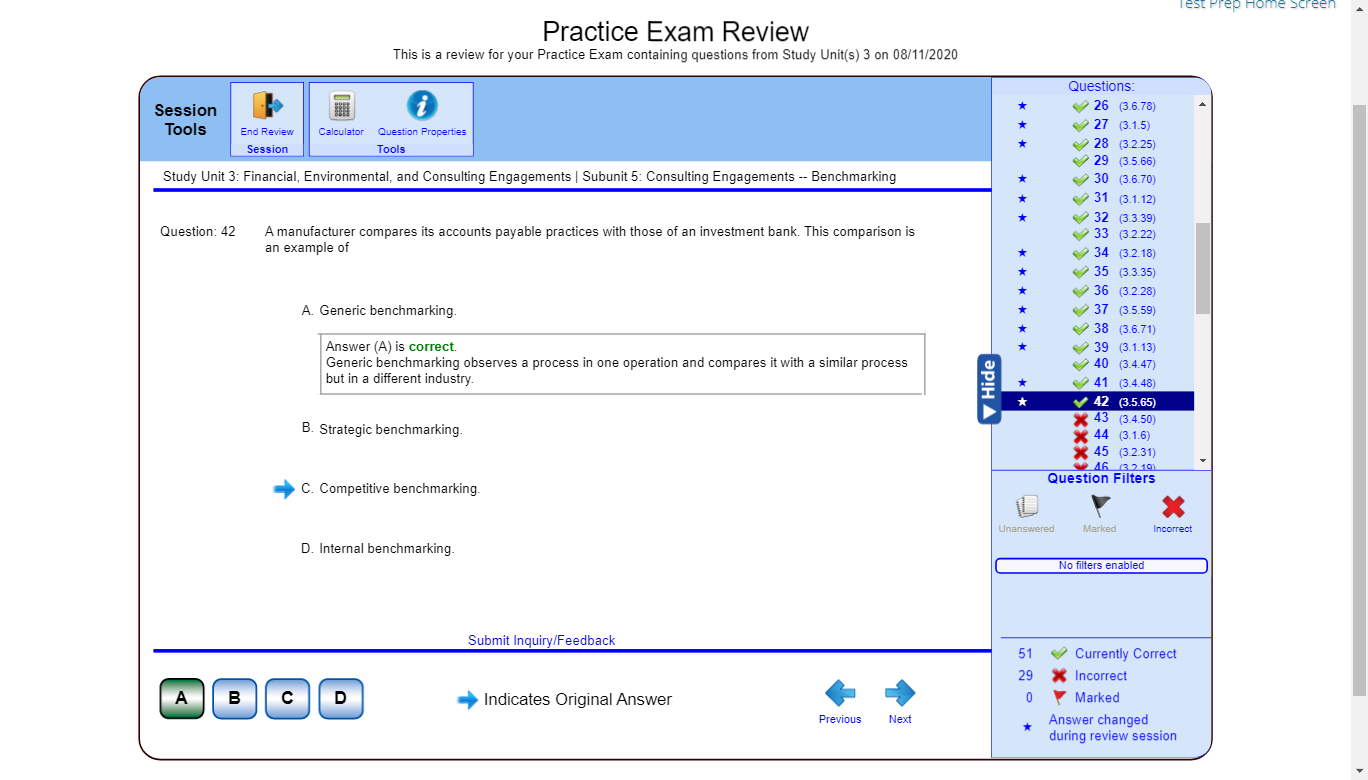 Test Prep Home Screen
Practice Exam Review
This is a review for your Practice Exam containing questions from Study Unit(s) 3 on 08/11/2020
Session
Tools
End Review
Session
Calculator
Question Properties
Tools
Study Unit 3: Financial, Environmental, and Consulting Engagements | Subunit 5: Consulting Engagements -- Benchmarking
Question: 42
A manufacturer compares its accounts payable practices with those of an investment bank. This comparison is
an example of
A. Generic benchmarking.
Answer (A) is correct.
Generic benchmarking observes a process in one operation and compares it with a similar process
but in a different industry.
B. Strategic benchmarking.
C. Competitive benchmarking.
D. Internal benchmarking.
Submit Inquiry/Feedback
A
B
C
D
Indicates Original Answer
Previous
Next
Hide
Questions:
26 (3.6.78)
27 (3.1.5)
28 (3.2.25)
29 (3.5.66)
30 (3.6.70)
31 (3.1.12)
32 (3.3.39)
33 (3.2.22)
34 (3.2.18)
35 (3.3.35)
36 (3.2.28)
37 (3.5.59)
38 (3.6.71)
39 (3.1.13)
40 (3.4.47)
41 (3.4.48)
42 (3.5.65)
43 (3.4.50)
44 (3.1.6)
45 (3.2.31)
46 (3.2.19)
Question Filters
Unanswered
Marked
Incorrect
No filters enabled
51 Currently Correct
29 Incorrect
0 Marked
Answer changed
during review session